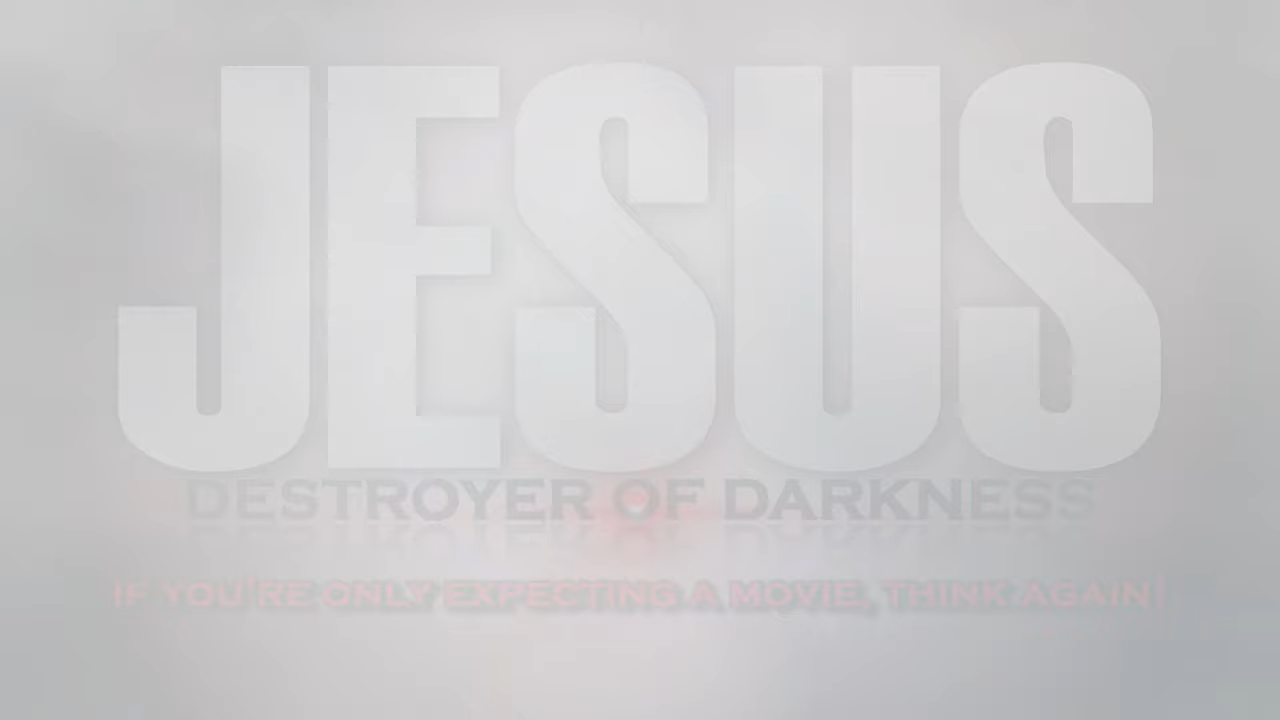 JESUS
DESTROYER OF DARKNESS
IF YOU'RE ONLY EXPECTING A MOVIE, THINK AGAIN!